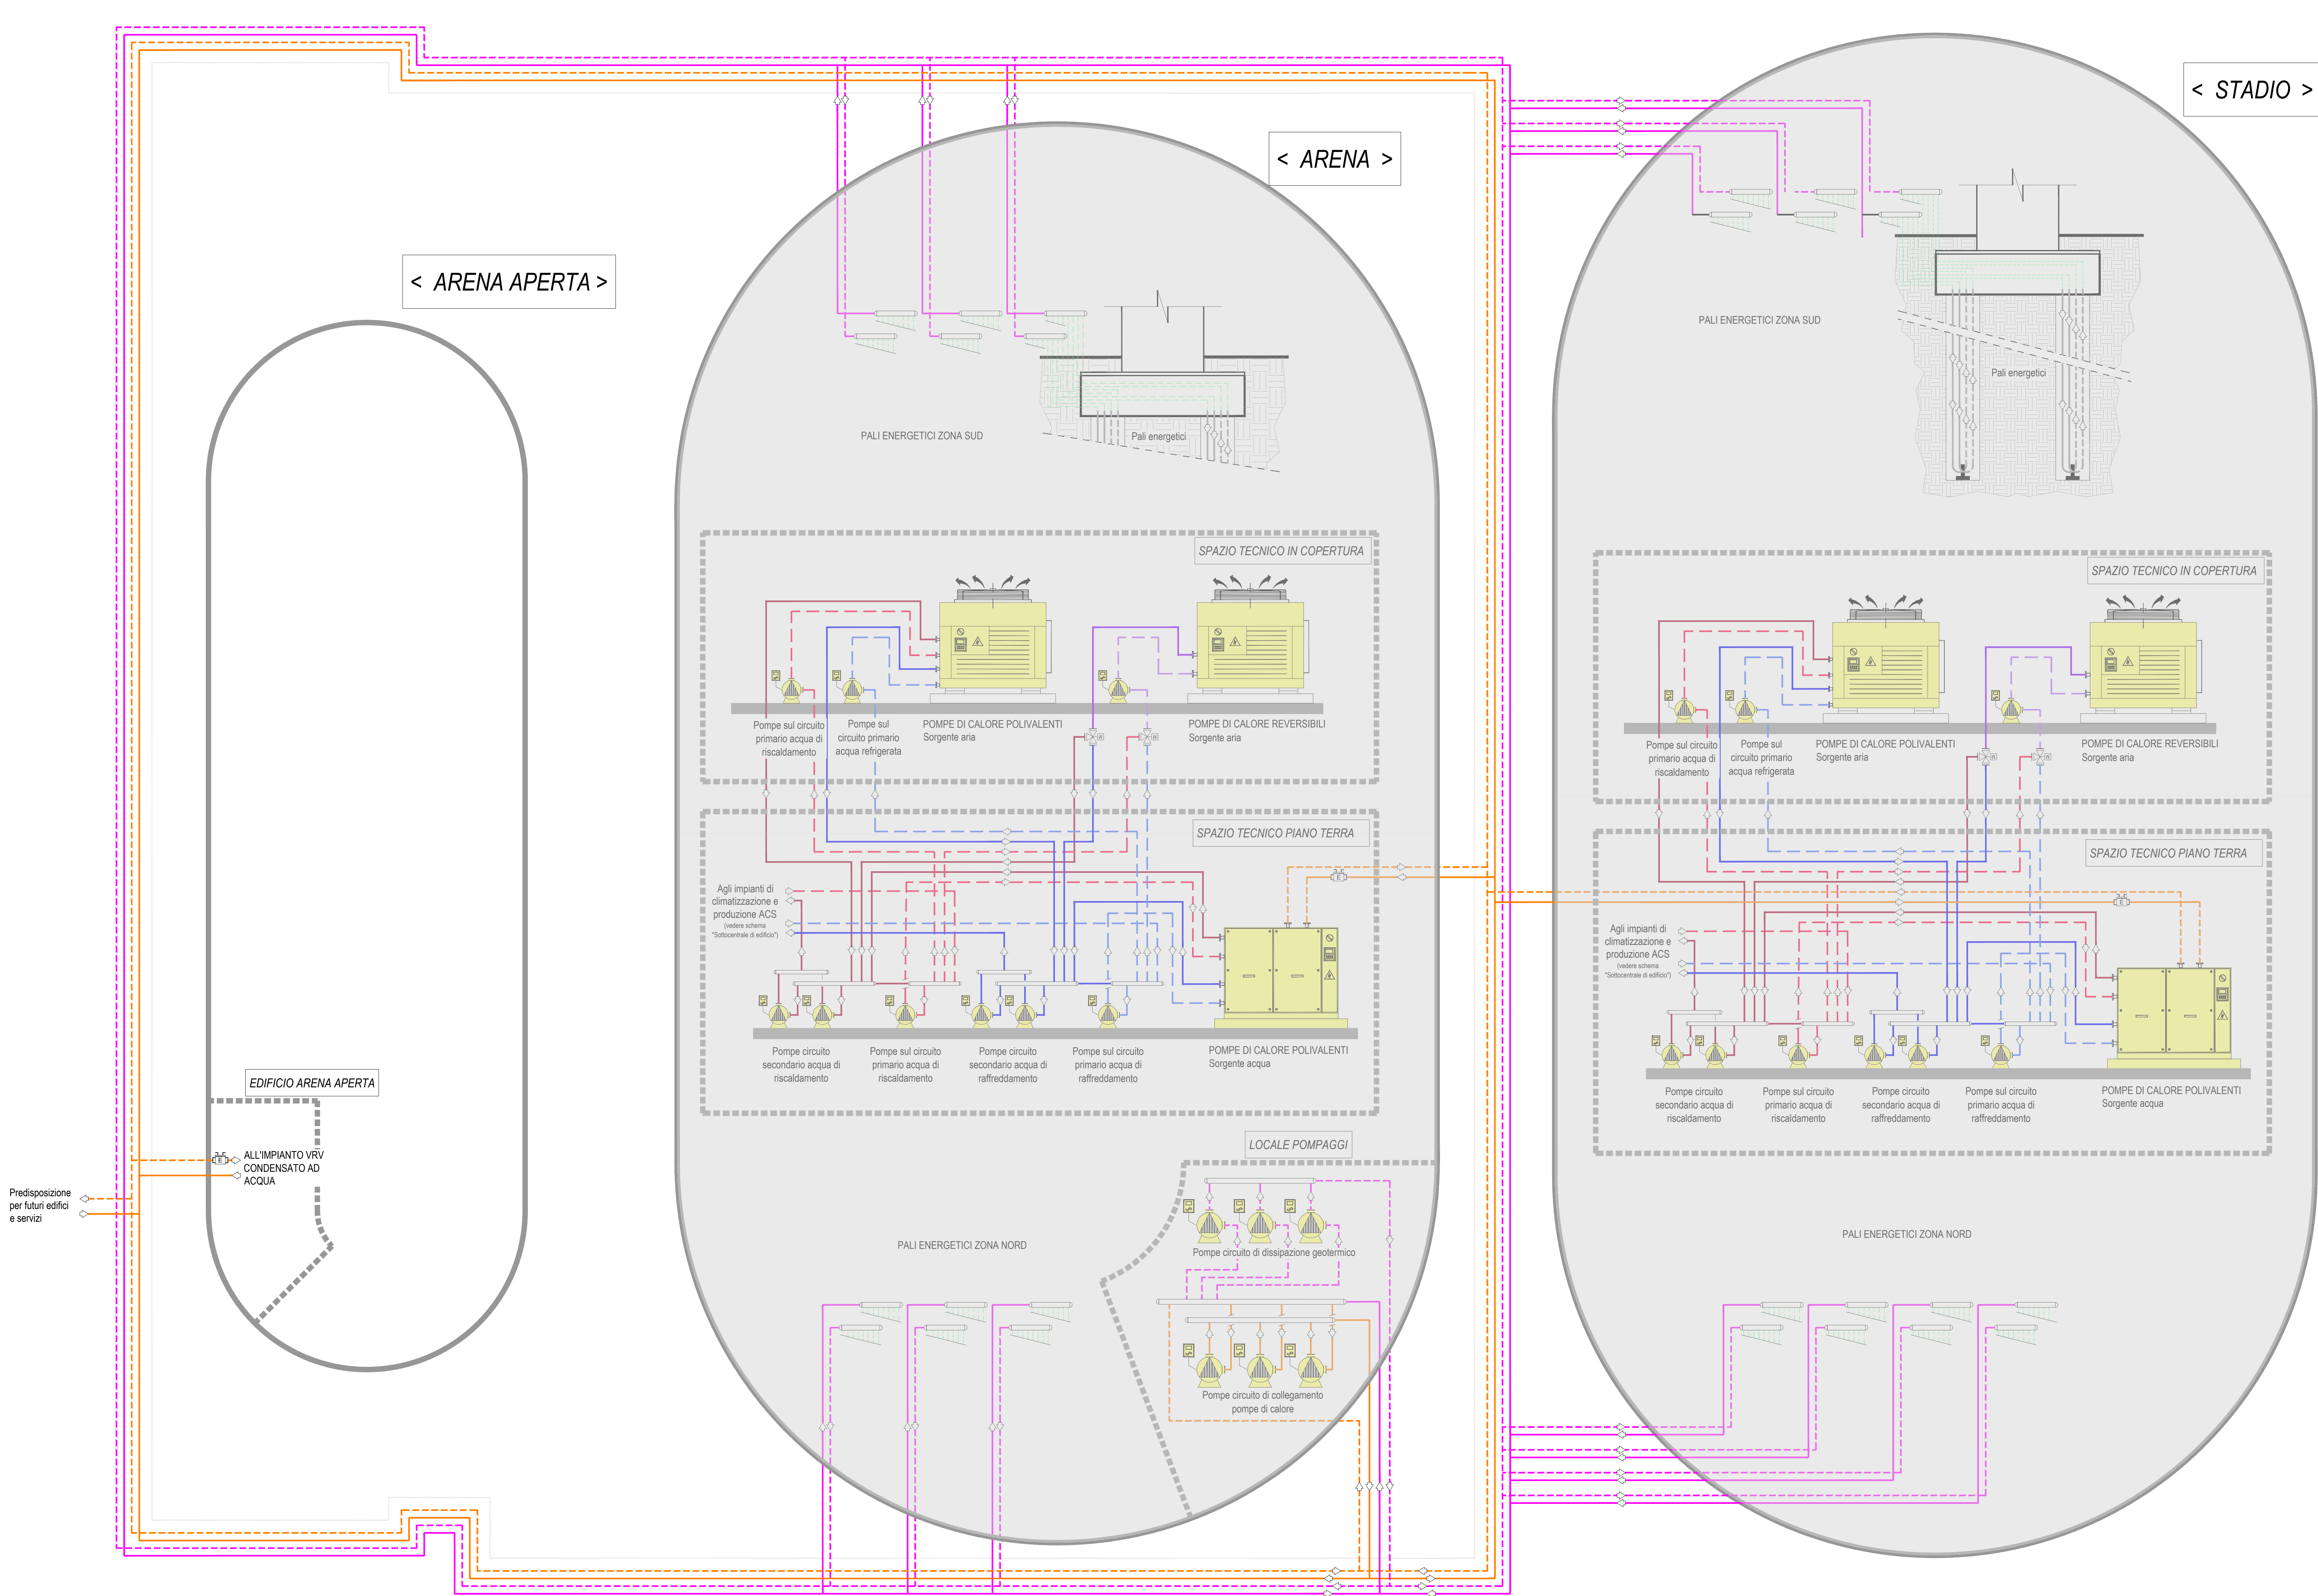 < STADIO >
< ARENA >
< ARENA APERTA >
PALI ENERGETICI ZONA SUD
Pali energetici
PALI ENERGETICI ZONA SUD
Pali energetici
SPAZIO TECNICO IN COPERTURA
Pompe sul circuito
primario acqua di
riscaldamento
Pompe sul
circuito primario
acqua refrigerata
POMPE DI CALORE POLIVALENTI
Sorgente aria
POMPE DI CALORE REVERSIBILI
Sorgente aria
M
M
SPAZIO TECNICO PIANO TERRA
Agli impianti di
climatizzazione e
produzione ACS
(vedere schema
"Sottocentrale di edificio")
E
Pompe circuito
secondario acqua di
riscaldamento
Pompe sul circuito
primario acqua di
riscaldamento
Pompe circuito
secondario acqua di
raffreddamento
Pompe sul circuito
primario acqua di
raffreddamento
POMPE DI CALORE POLIVALENTI
Sorgente acqua
SPAZIO TECNICO IN COPERTURA
Pompe sul circuito
primario acqua di
riscaldamento
Pompe sul
circuito primario
acqua refrigerata
POMPE DI CALORE POLIVALENTI
Sorgente aria
POMPE DI CALORE REVERSIBILI
Sorgente aria
M
M
SPAZIO TECNICO PIANO TERRA
Agli impianti di
climatizzazione e
produzione ACS
(vedere schema
"Sottocentrale di edificio")
E
Pompe circuito
secondario acqua di
riscaldamento
Pompe sul circuito
primario acqua di
riscaldamento
Pompe circuito
secondario acqua di
raffreddamento
Pompe sul circuito
primario acqua di
raffreddamento
POMPE DI CALORE POLIVALENTI
Sorgente acqua
EDIFICIO ARENA APERTA
E
ALL'IMPIANTO VRV
CONDENSATO AD
ACQUA
Predisposizione
per futuri edifici
e servizi
LOCALE POMPAGGI
Pompe circuito di dissipazione geotermico
Pompe circuito di collegamento
pompe di calore
PALI ENERGETICI ZONA NORD
PALI ENERGETICI ZONA NORD